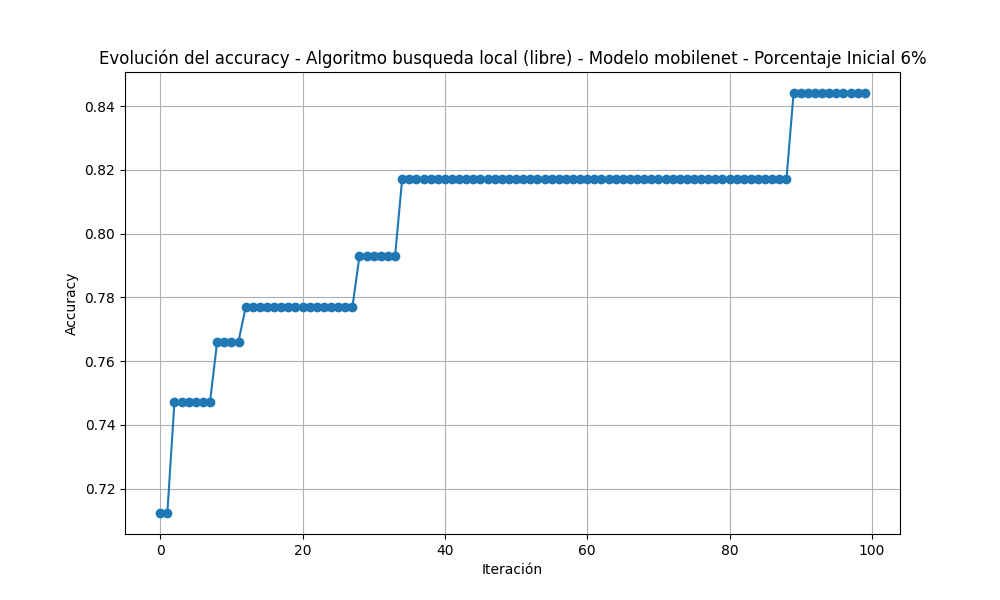 Evolución del accuracy - Algoritmo busqueda local (libre) - Modelo mobilenet - Porcentaje Inicial 6%
0.84
0.82
0.80
0.78
0.76
0.74
0.72
Accuracy
0 20 40 60 80 100
Iteración